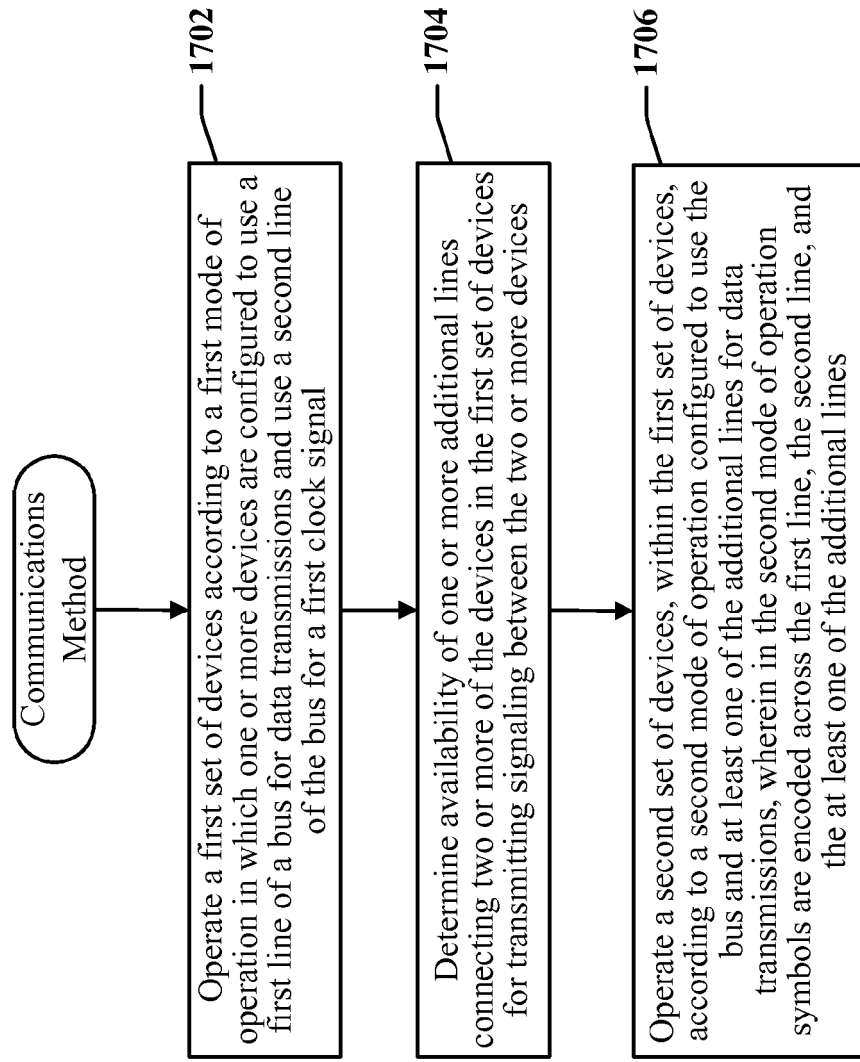 Communications
Method
Operate a first set of devices according to a first mode of
operation in which one or more devices are configured to use a
first line of a bus for data transmissions and use a second line
of the bus for a first clock signal
1702
Determine availability of one or more additional lines
connecting two or more of the devices in the first set of devices
for transmitting signaling between the two or more devices
1704
Operate a second set of devices, within the first set of devices,
according to a second mode of operation configured to use the
bus and at least one of the additional lines for data
transmissions, wherein in the second mode of operation
symbols are encoded across the first line, the second line, and
the at least one of the additional lines
1706